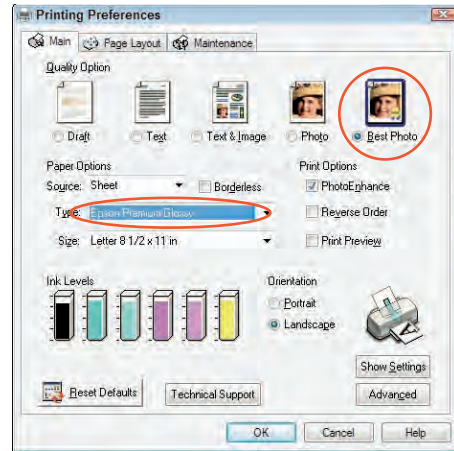 Printing Preferences
Main Page Layout Maintenance
Quality Option
Draft Text Text & Image Photo Best Photo
Paper Options Print Options
Source: Sheet Borderless PhotoEnhance
Type: Epson Premium Glossy Reverse Order
Size: Letter 8 1/2 x 11 in Print Preview
Ink Levels Orientation
Portrait
Landscape
Show Settings
Reset Defaults Technical Support Advanced
OK Cancel Help